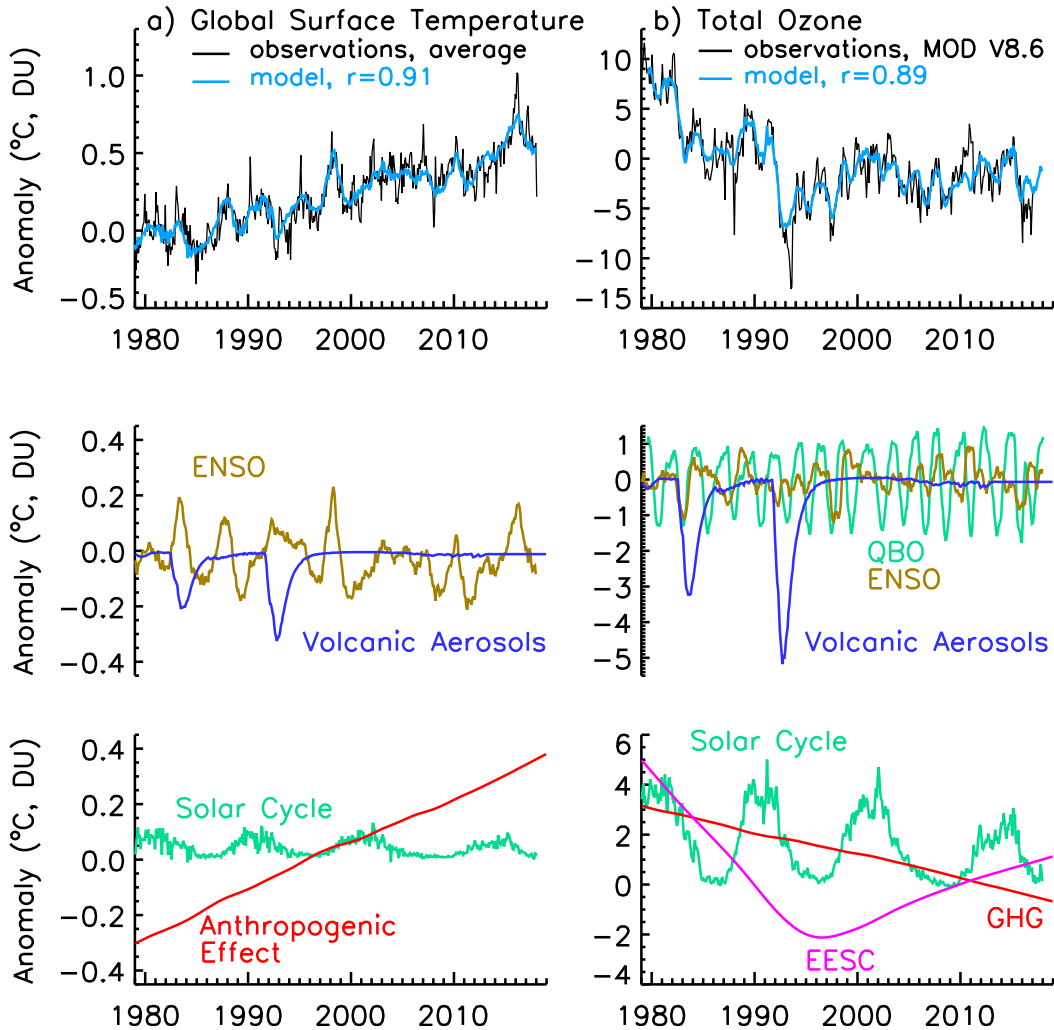 a) Global Surface Temperature
observations, average
model, r=0.91
Anomaly (°C, DU)
1.0
0.5
0.0
−0.5
1980 1990 2000 2010
b) Total Ozone
observations, MOD V8.6
model, r=0.89
10
5
0
−5
−10
−15
1980 1990 2000 2010
Anomaly (°C, DU)
0.4
0.2
0.0
−0.2
−0.4
ENSO
Volcanic Aerosols
1
0
−1
−2
−3
−4
−5
QBO
ENSO
Volcanic Aerosols
Anomaly (°C, DU)
0.4
0.2
0.0
−0.2
−0.4
Solar Cycle
Anthropogenic
Effect
1980 1990 2000 2010
6
4
2
0
−2
−4
Solar Cycle
GHG
EESC
1980 1990 2000 2010